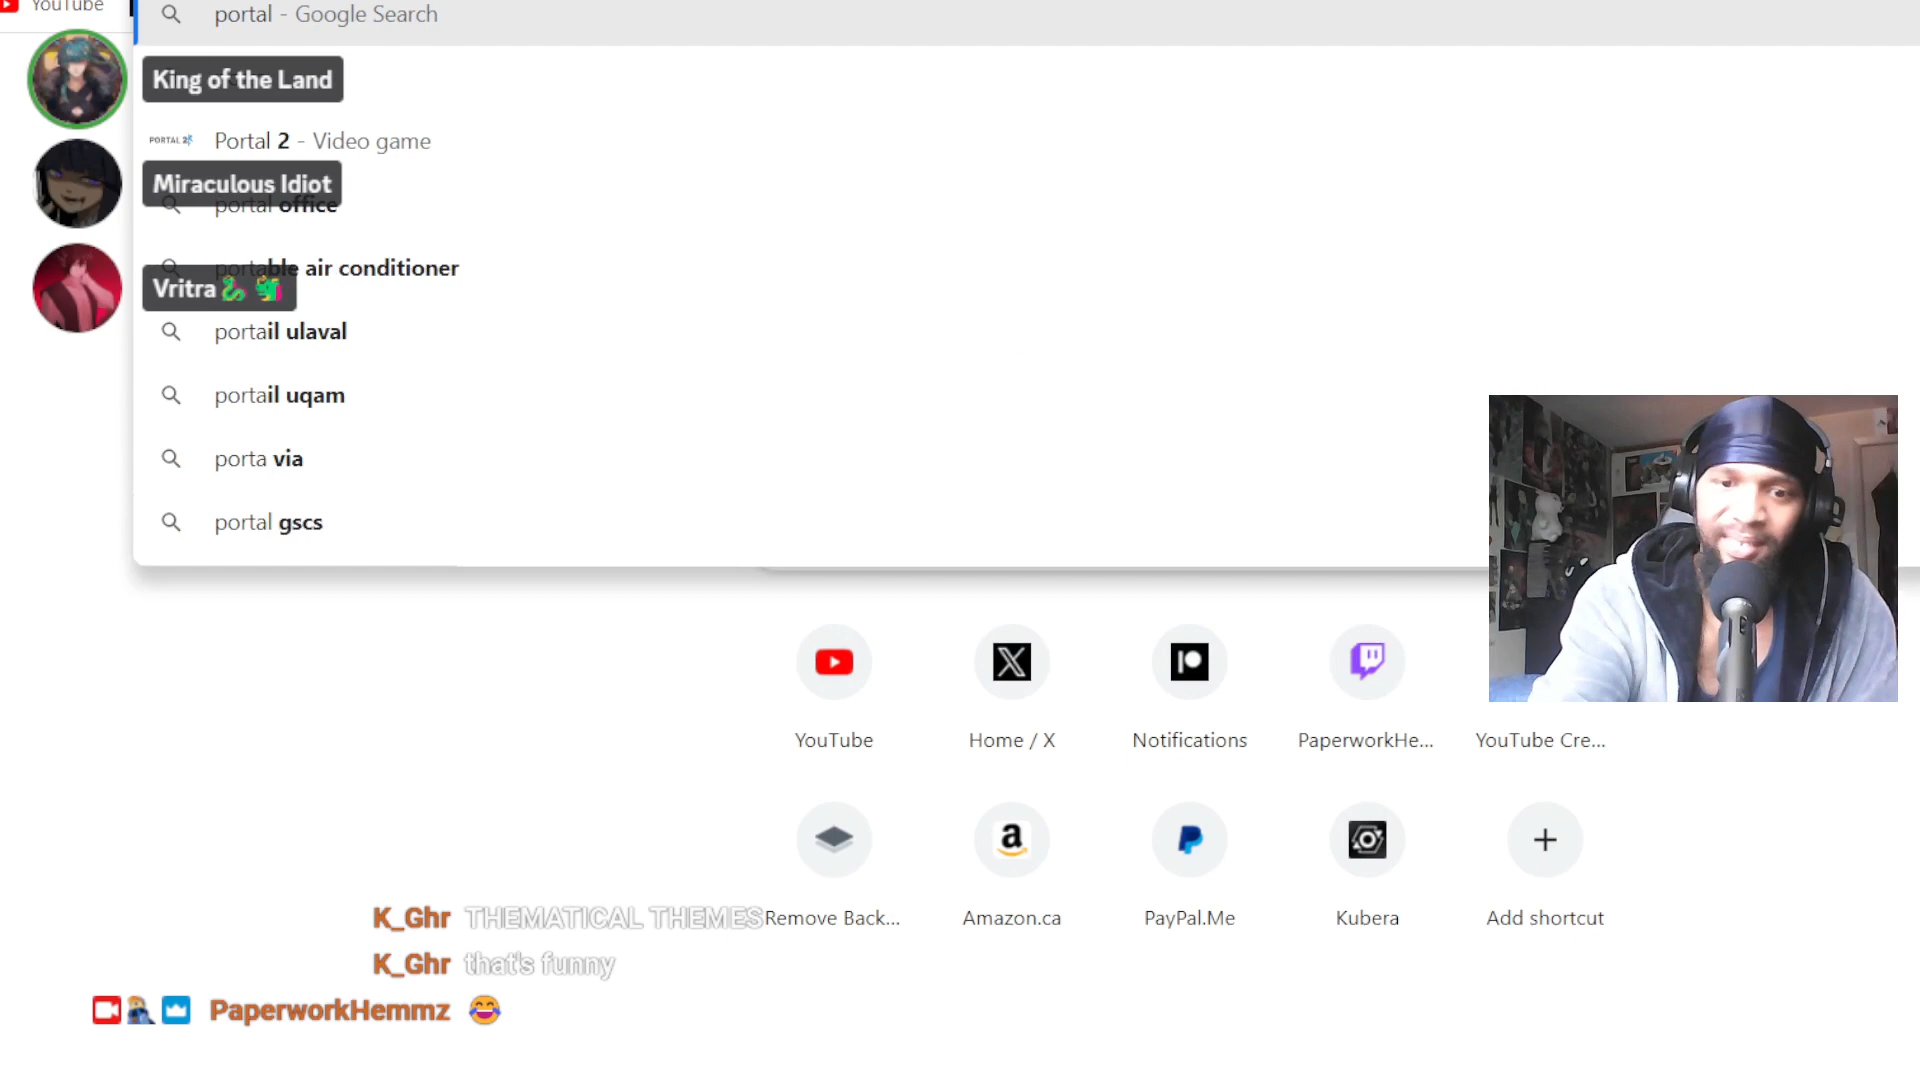 YouTube
portal - Google Search
King of the Land
PORTAL 2
Portal 2 - Video game
Miraculous Idiot
portal office
portable air conditioner
Vritra🐍 🐲
portail ulaval
portail uqam
porta via
portal gscs
YouTube
Home / X
Notifications
PaperworkHe...
YouTube Cre...
Remove Back...
Amazon.ca
PayPal.Me
Kubera
Add shortcut
K_Ghr THEMATICAL THEMES
K_Ghr that's funny
PaperworkHemmz 😂